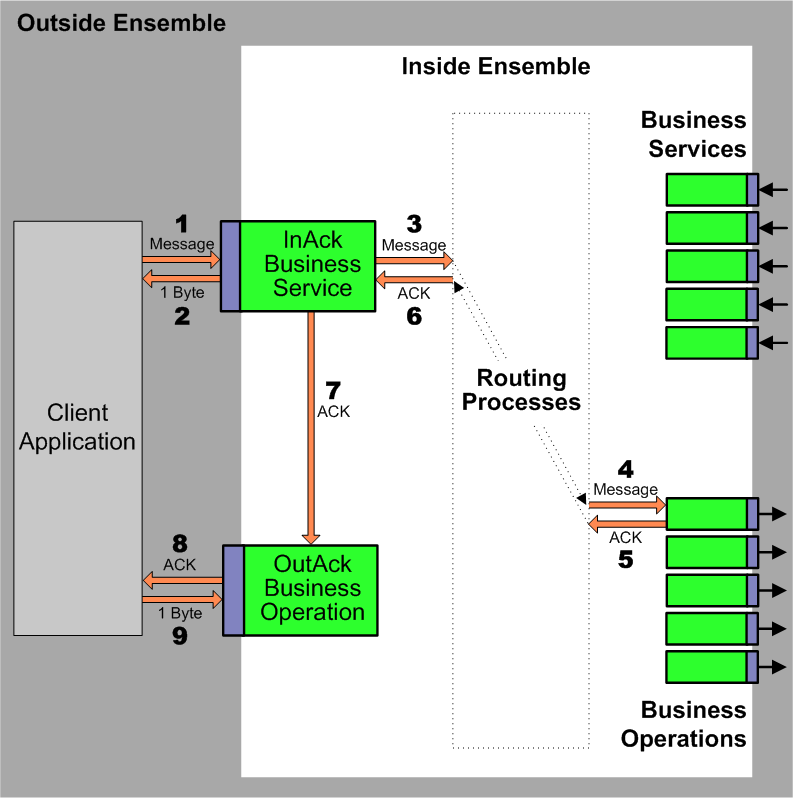 Outside Ensemble
Inside Ensemble
Business
Services
1
Message
1 Byte
2
InAck
Business
Service
3
Message
ACK
6
7
ACK
Routing
Processes
Client
Application
4
Message
ACK
5
8
ACK
1 Byte
9
OutAck
Business
Operation
Business
Operations